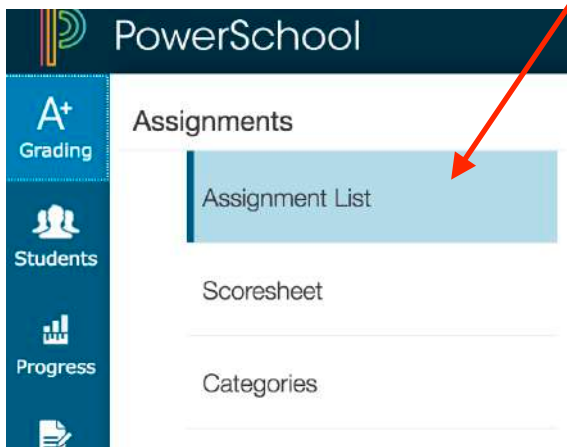 PowerSchool
A+
Grading
Assignments
Assignment List
Students
Scoresheet
Progress
Categories